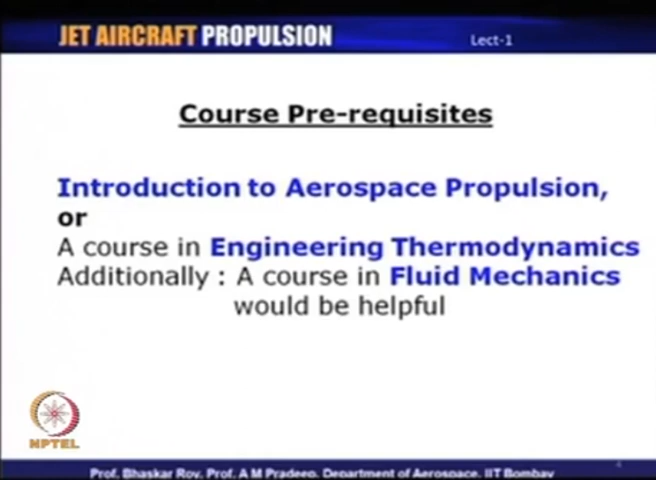 JET AIRCRAFT PROPULSION Lect-1
Course Pre-requisites
Introduction to Aerospace Propulsion,
or
A course in Engineering Thermodynamics
Additionally : A course in Fluid Mechanics
would be helpful
NPTEL
4
Prof. Bhaskar Roy, Prof. A M Pradeep, Department of Aerospace, IIT Bombay